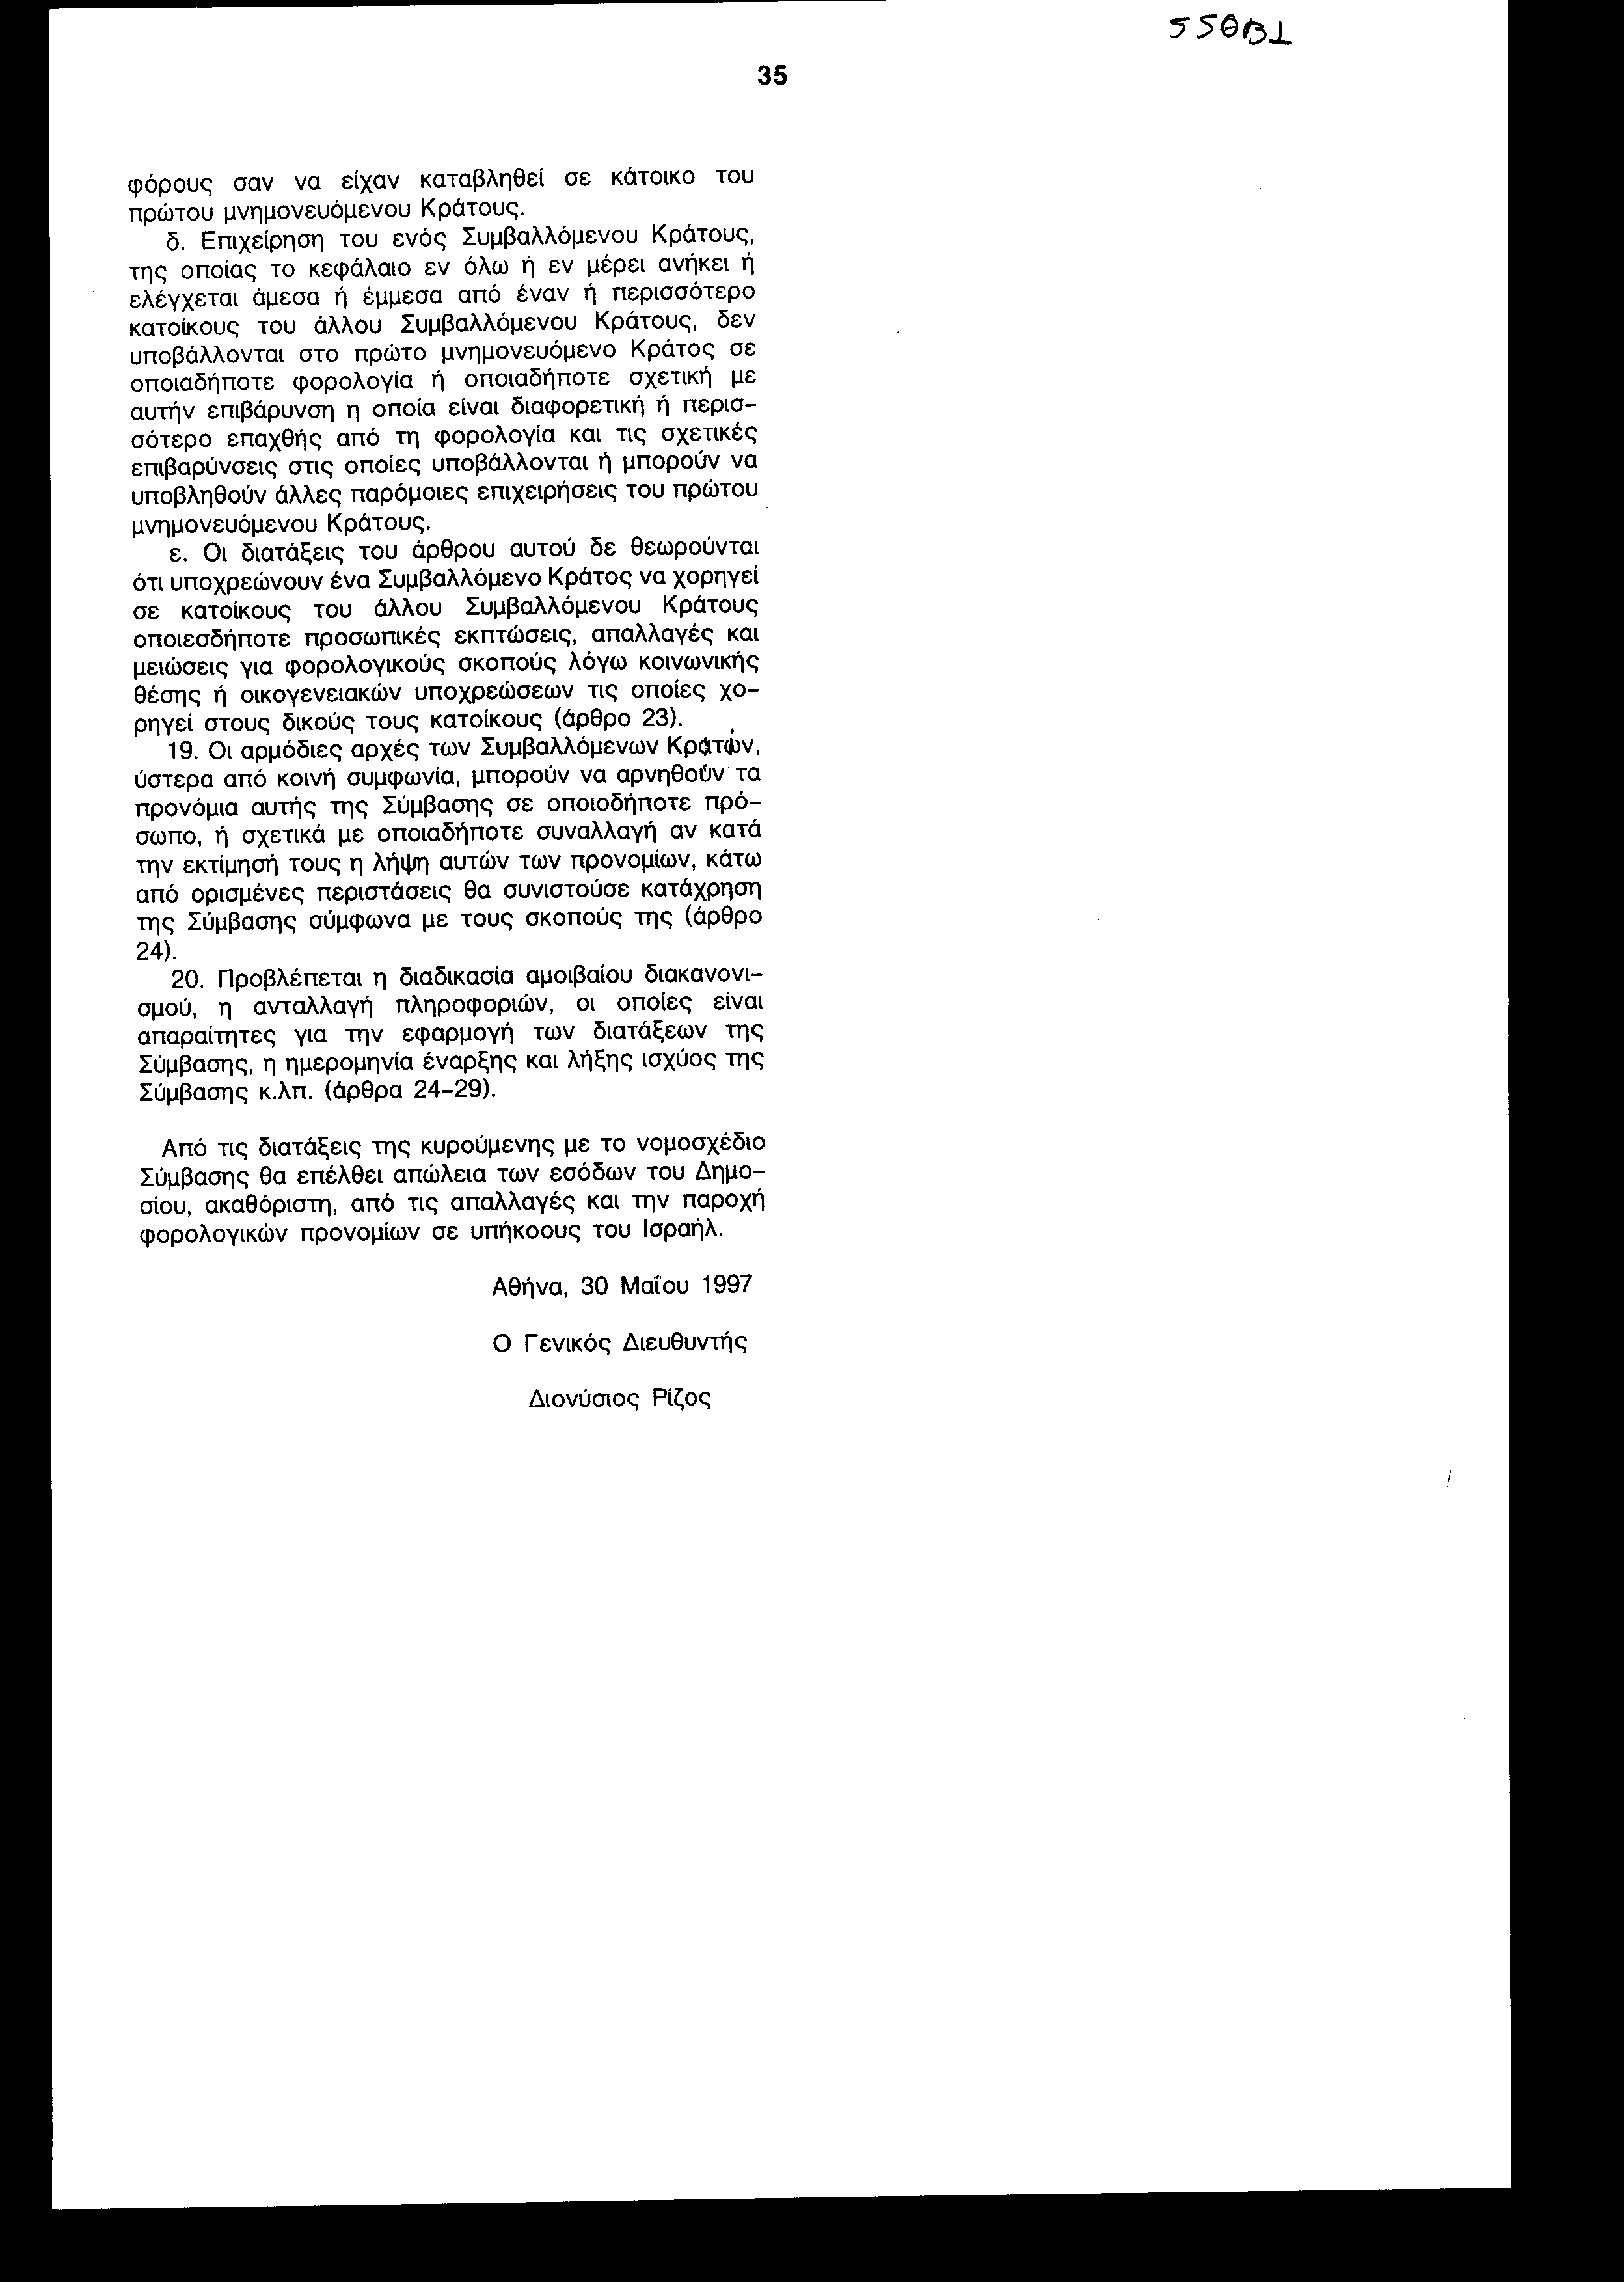 55θβ1
35
φόρους σαν να είχαν καταβληθεί σε κάτοικο του
πρώτου μνημονευόμενου Κράτους.
δ. Επιχείρηση του ενός Συμβαλλόμενου Κράτους,
της οποίας το κεφάλαιο εν όλω ή εν μέρει ανήκει ή
ελέγχεται άμεσα ή έμμεσα από έναν ή περισσότερο
κατοίκους του άλλου Συμβαλλόμενου Κράτους, δεν
υποβάλλονται στο πρώτο μνημονευόμενο Κράτος σε
οποιαδήποτε φορολογία ή οποιαδήποτε σχετική με
αυτήν επιβάρυνση η οποία είναι διαφορετική ή περισ-
σότερο επαχθής από τη φορολογία και τις σχετικές
επιβαρύνσεις στις οποίες υποβάλλονται ή μπορούν να
υποβληθούν άλλες παρόμοιες επιχειρήσεις του πρώτου
μνημονευόμενου Κράτους.
ε. Οι διατάξεις του άρθρου αυτού δε θεωρούνται
ότι υποχρεώνουν ένα Συμβαλλόμενο Κράτος να χορηγεί
σε κατοίκους του άλλου Συμβαλλόμενου Κράτους
οποιεσδήποτε προσωπικές εκπτώσεις, απαλλαγές και
μειώσεις για φορολογικούς σκοπούς λόγω κοινωνικής
θέσης ή οικογενειακών υποχρεώσεων τις οποίες χο-
ρηγεί στους δικούς τους κατοίκους (άρθρο 23).
19. Οι αρμόδιες αρχές των Συμβαλλόμενων Κρατών,
ύστερα από κοινή συμφωνία, μπορούν να αρνηθούν τα
προνόμια αυτής της Σύμβασης σε οποιοδήποτε πρό-
σωπο, ή σχετικά με οποιαδήποτε συναλλαγή αν κατά
την εκτίμησή τους η λήψη αυτών των προνομίων, κάτω
από ορισμένες περιστάσεις θα συνιστούσε κατάχρηση
της Σύμβασης σύμφωνα με τους σκοπούς της (άρθρο
24).
20. Προβλέπεται η διαδικασία αμοιβαίου διακανονι-
σμού, η ανταλλαγή πληροφοριών, οι οποίες είναι
απαραίτητες για την εφαρμογή των διατάξεων της
Σύμβασης, η ημερομηνία έναρξης και λήξης ισχύος της
Σύμβασης κ.λπ. (άρθρα 24-29).
Από τις διατάξεις της κυρούμενης με το νομοσχέδιο
Σύμβασης θα επέλθει απώλεια των εσόδων του Δημο-
σίου, ακαθόριστη, από τις απαλλαγές και την παροχή
φορολογικών προνομίων σε υπήκοους του Ισραήλ.
Αθήνα, 30 Μαΐου 1997
Ο Γενικός Διευθυντής
Διονύσιος Ρίζος